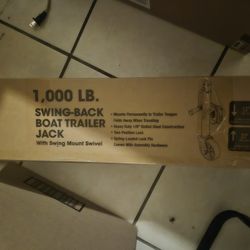 1,000 LB.
SWING-BACK
BOAT TRAILER
JACK
With Swing Mount Swivel
• Mounts Permanently to Trailer Tongue
Folds Away When Standing
• Heavy Duty 1/8" Rolled Steel Construction
• Two-Position Lock
• Spring-Loaded Lock Pin
• Comes With Assembly Hardware